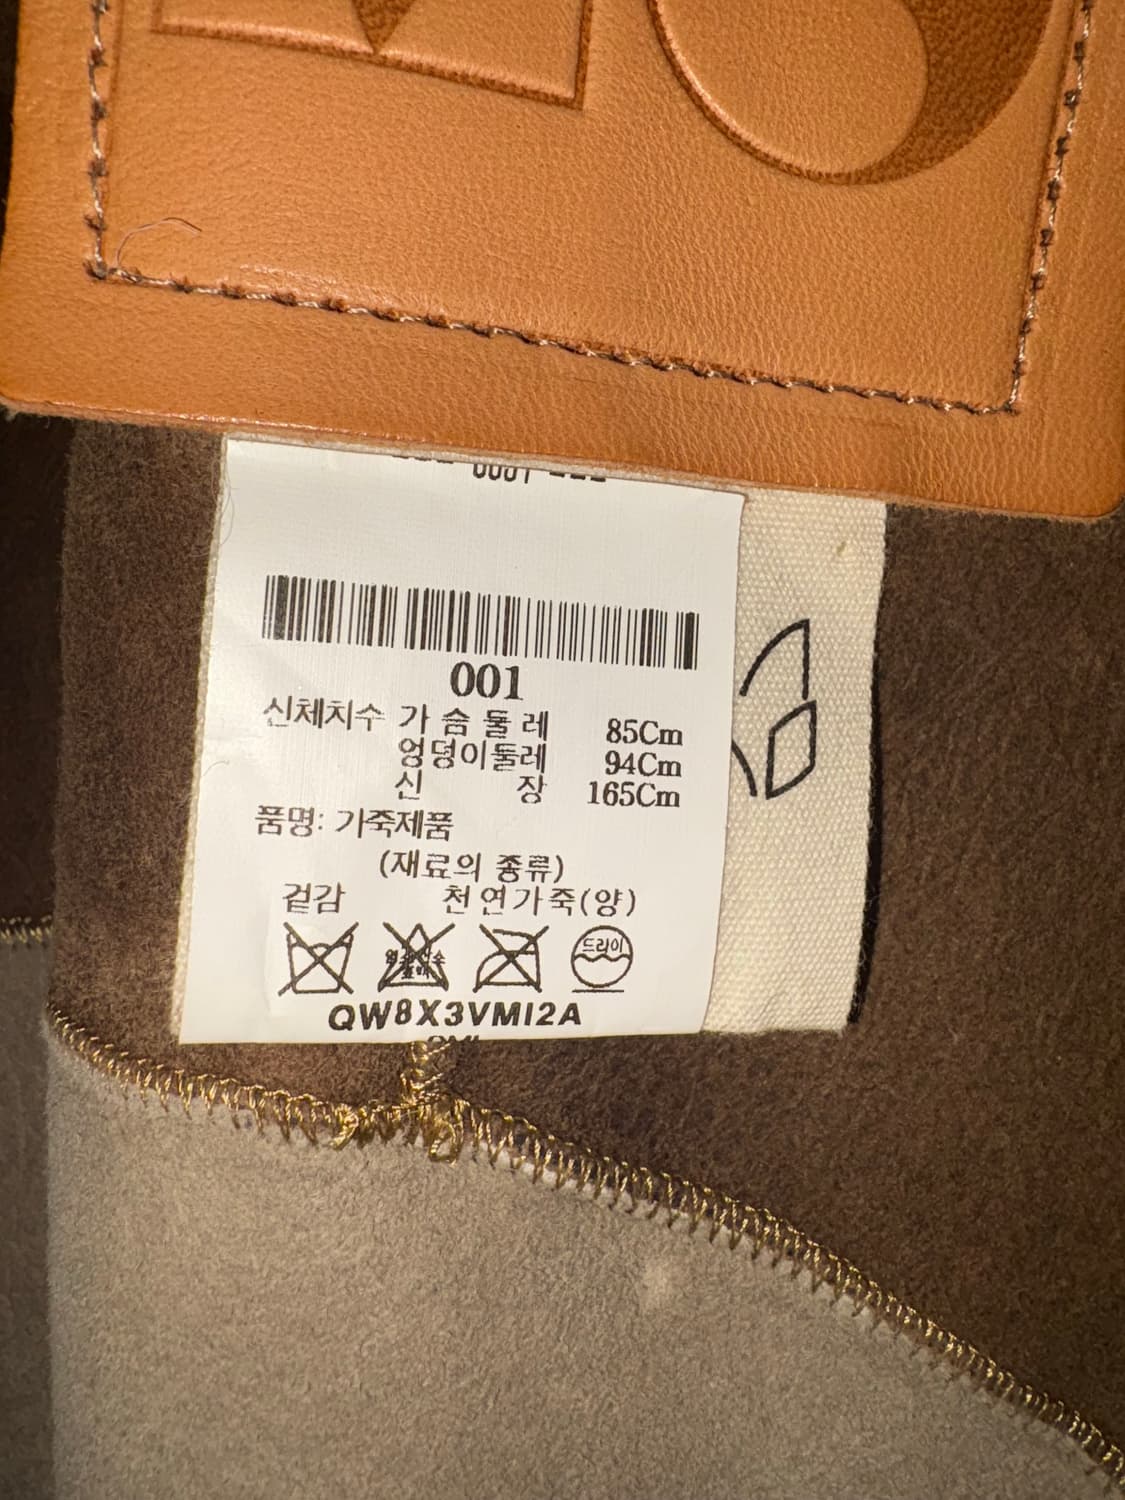 001
신체치수 가슴둘레 85Cm
엉덩이둘레 94Cm
신 장 165Cm
품명: 가죽제품
(재료의 종류)
겉감 천연가죽(양)
드라이
QW8X3VMI2A